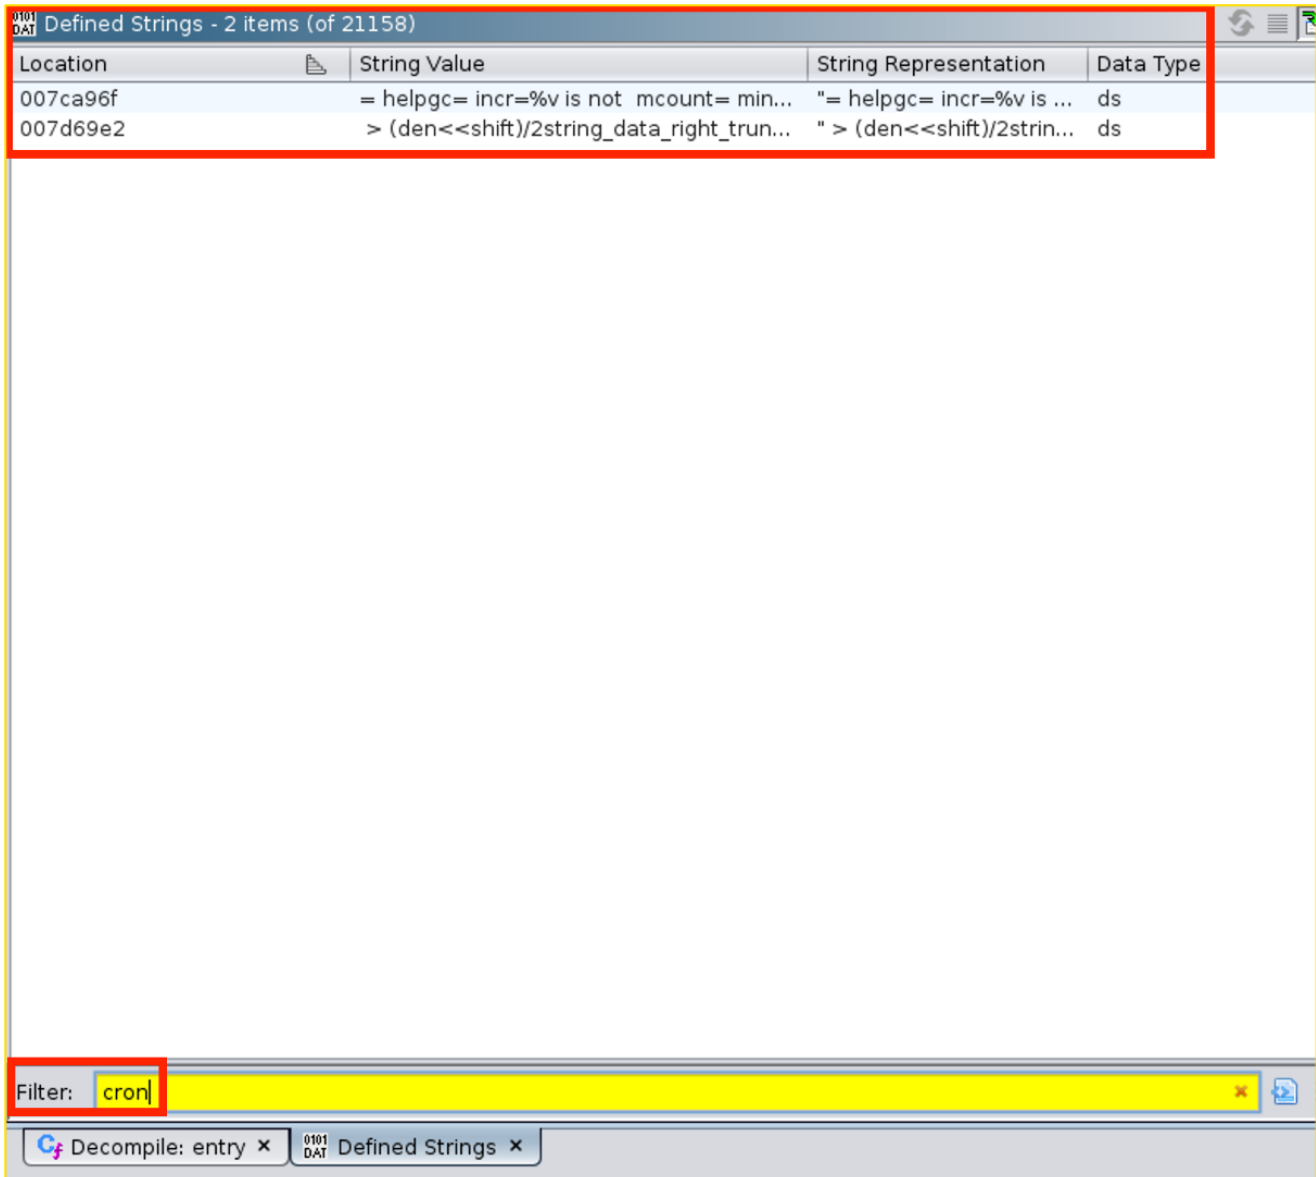 Defined Strings - 2 items (of 21158)
Location String Value String Representation Data Type
007ca96f = helpgc= incr=%v is not mcount= min... "= helpgc= incr=%v is ... ds
007d69e2 > (den<<shift)/2string_data_right_trun... " > (den<<shift)/2strin... ds
Filter: cron
Decompile: entry × Defined Strings ×